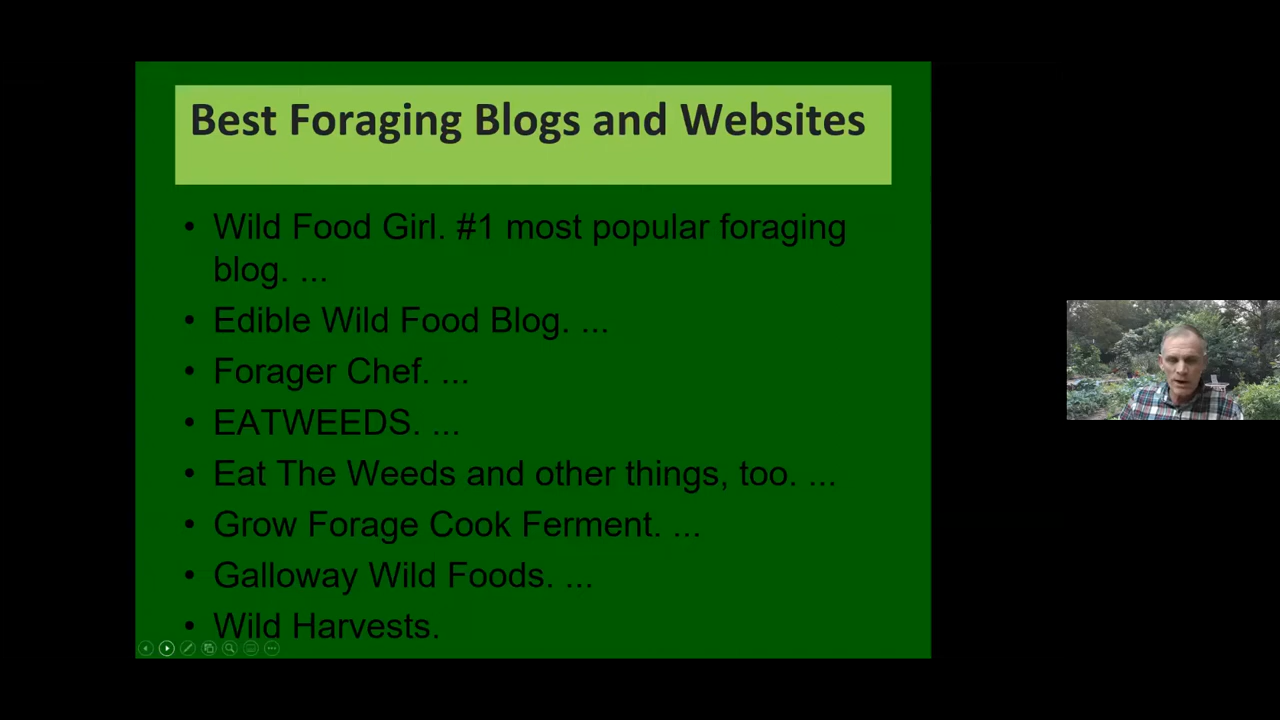 Best Foraging Blogs and Websites
• Wild Food Girl. #1 most popular foraging
blog. ...
• Edible Wild Food Blog. ...
• Forager Chef. ...
• EATWEEDS. ...
• Eat The Weeds and other things, too. ...
• Grow Forage Cook Ferment. ...
• Galloway Wild Foods. ...
• Wild Harvests.